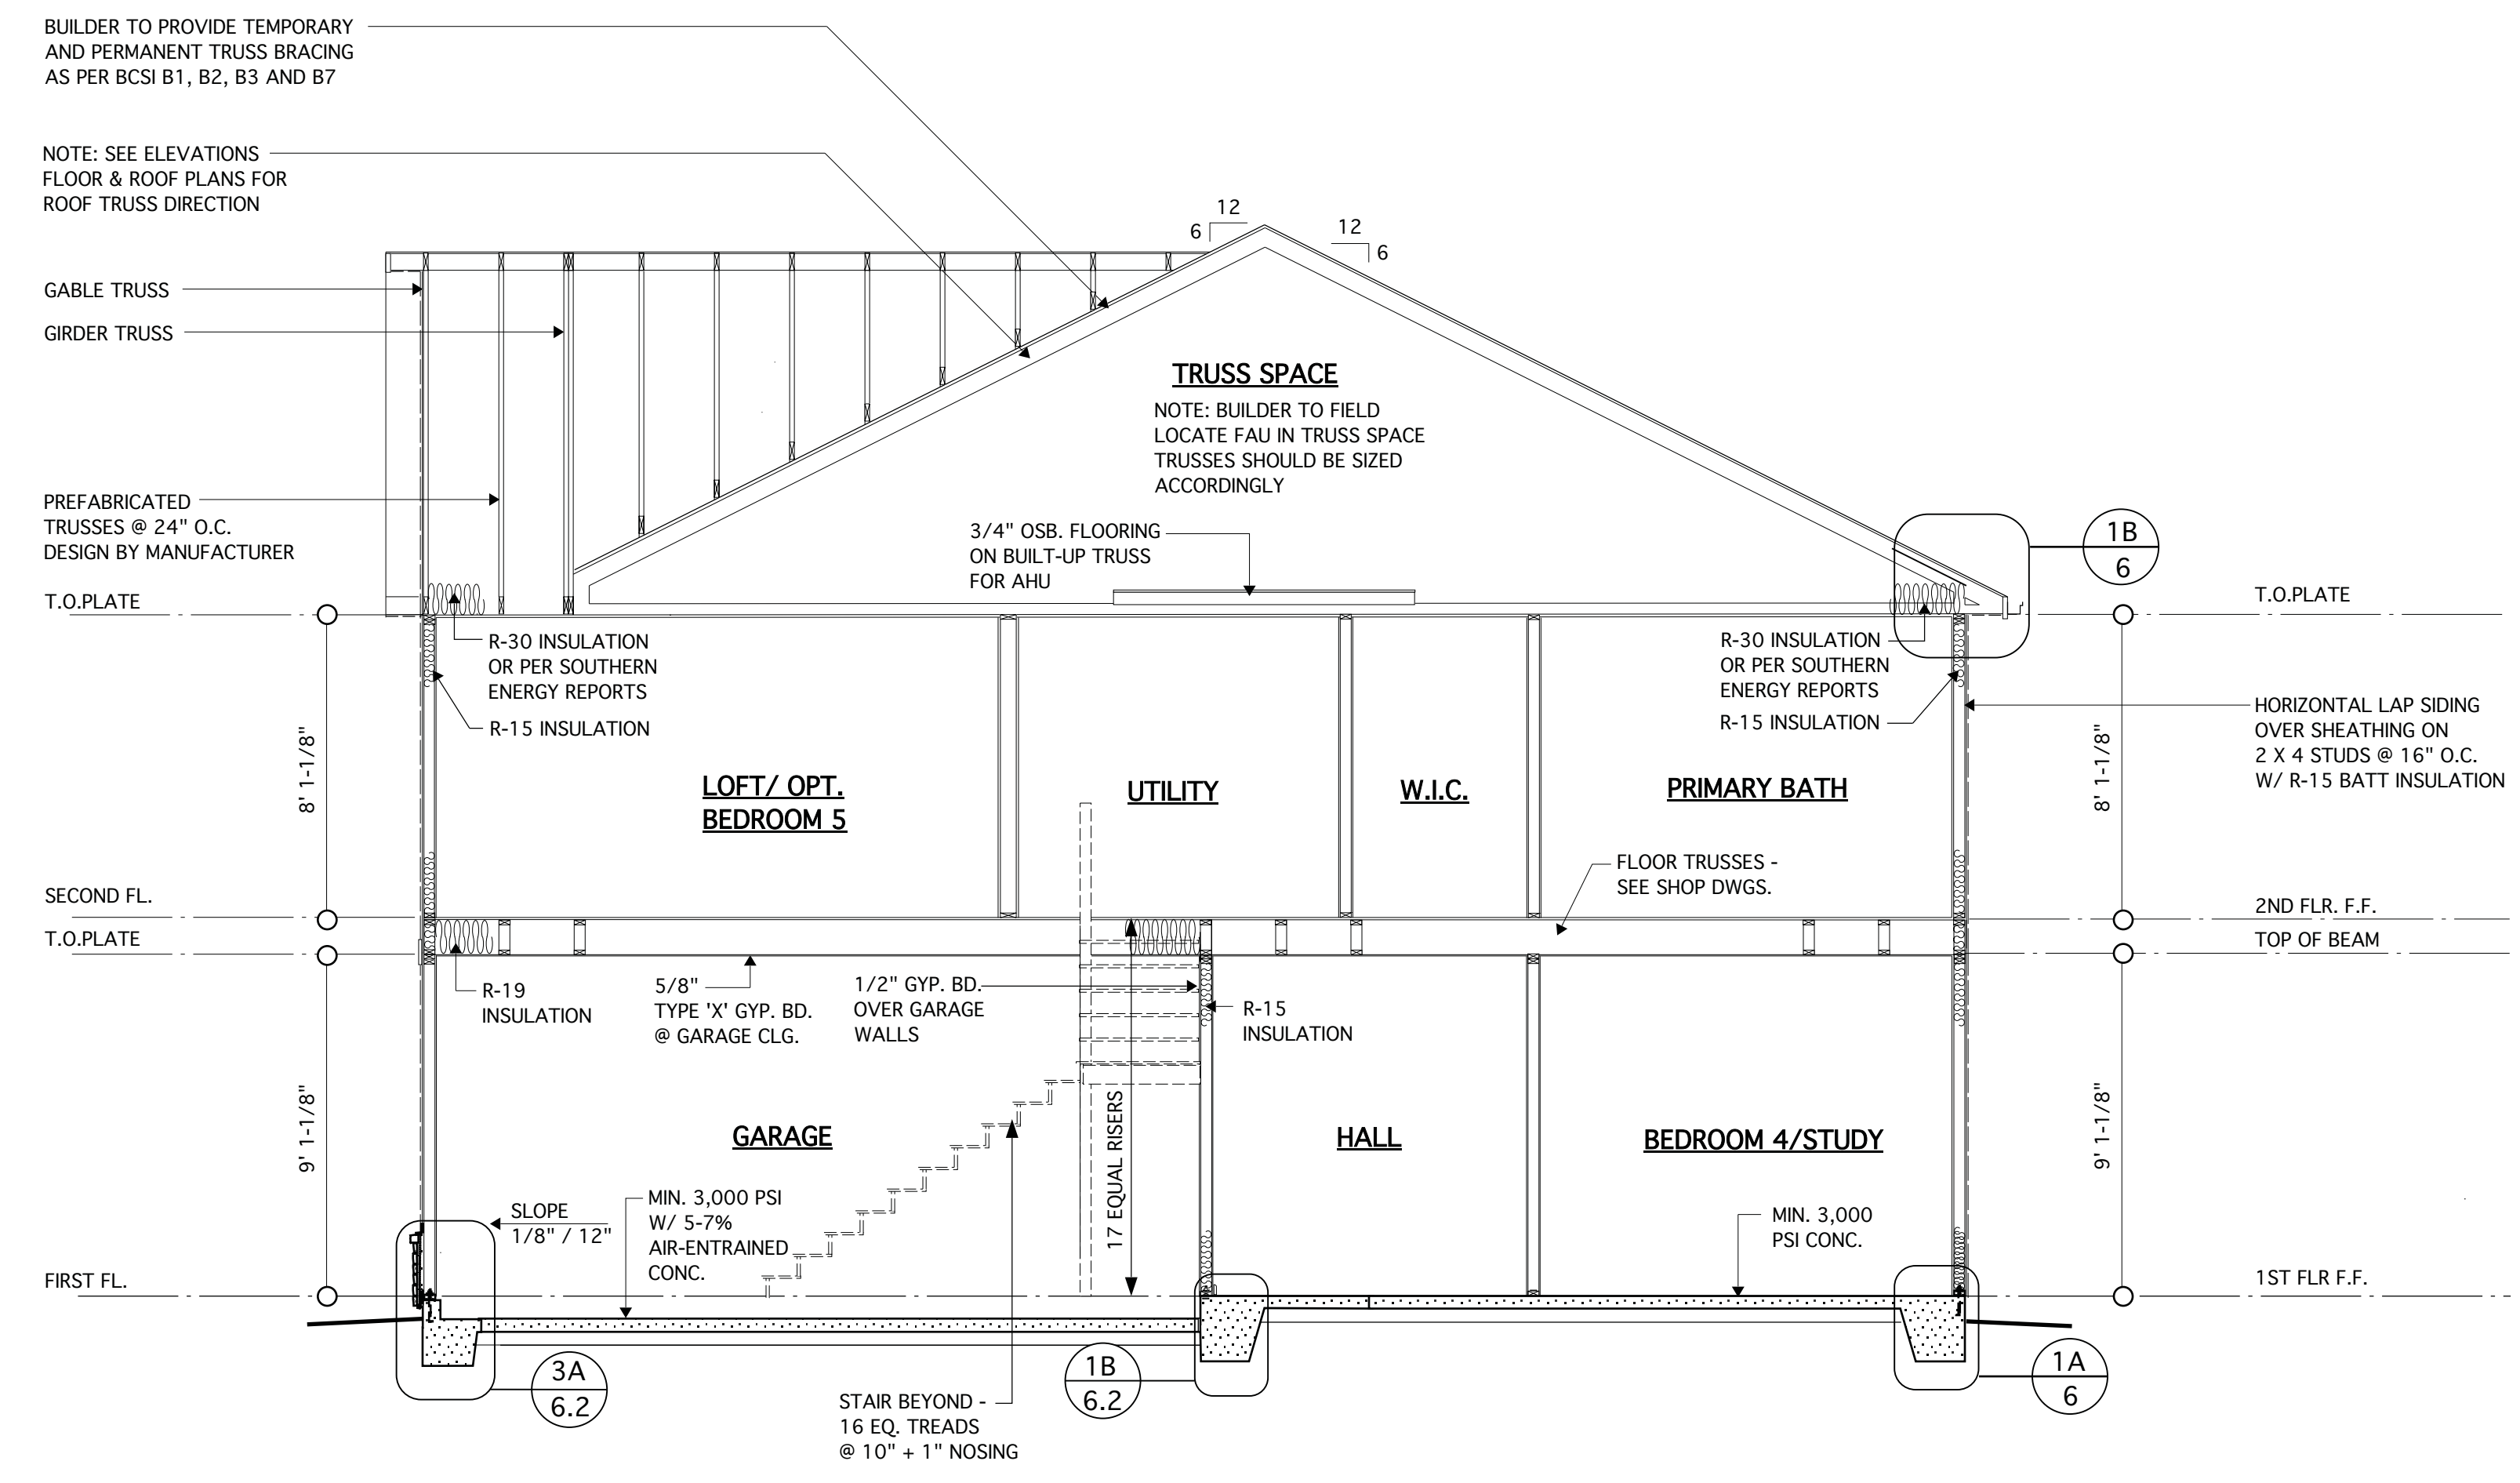 BUILDER TO PROVIDE TEMPORARY
AND PERMANENT TRUSS BRACING
AS PER BCSI B1, B2, B3 AND B7
NOTE: SEE ELEVATIONS
FLOOR & ROOF PLANS FOR
ROOF TRUSS DIRECTION
12
6
12
6
GABLE TRUSS
GIRDER TRUSS
TRUSS SPACE
NOTE: BUILDER TO FIELD
LOCATE FAU IN TRUSS SPACE
TRUSSES SHOULD BE SIZED
ACCORDINGLY
PREFABRICATED
TRUSSES @ 24" O.C.
DESIGN BY MANUFACTURER
3/4" OSB. FLOORING
ON BUILT-UP TRUSS
FOR AHU
1B
6
T.O.PLATE
T.O.PLATE
R-30 INSULATION
OR PER SOUTHERN
ENERGY REPORTS
R-15 INSULATION
R-30 INSULATION
OR PER SOUTHERN
ENERGY REPORTS
R-15 INSULATION
HORIZONTAL LAP SIDING
OVER SHEATHING ON
2 X 4 STUDS @ 16" O.C.
W/ R-15 BATT INSULATION
8' 1-1/8"
8' 1-1/8"
LOFT/ OPT.
BEDROOM 5
UTILITY
W.I.C.
PRIMARY BATH
FLOOR TRUSSES -
SEE SHOP DWGS.
SECOND FL.
2ND FLR. F.F.
T.O.PLATE
TOP OF BEAM
R-19
INSULATION
5/8"
TYPE 'X' GYP. BD.
@ GARAGE CLG.
1/2" GYP. BD.
OVER GARAGE
WALLS
R-15
INSULATION
9' 1-1/8"
9' 1-1/8"
17 EQUAL RISERS
GARAGE
HALL
BEDROOM 4/STUDY
SLOPE
1/8" / 12"
MIN. 3,000 PSI
W/ 5-7%
AIR-ENTRAINED
CONC.
MIN. 3,000
PSI CONC.
FIRST FL.
1ST FLR F.F.
3A
6.2
1B
6.2
1A
6
STAIR BEYOND -
16 EQ. TREADS
@ 10" + 1" NOSING